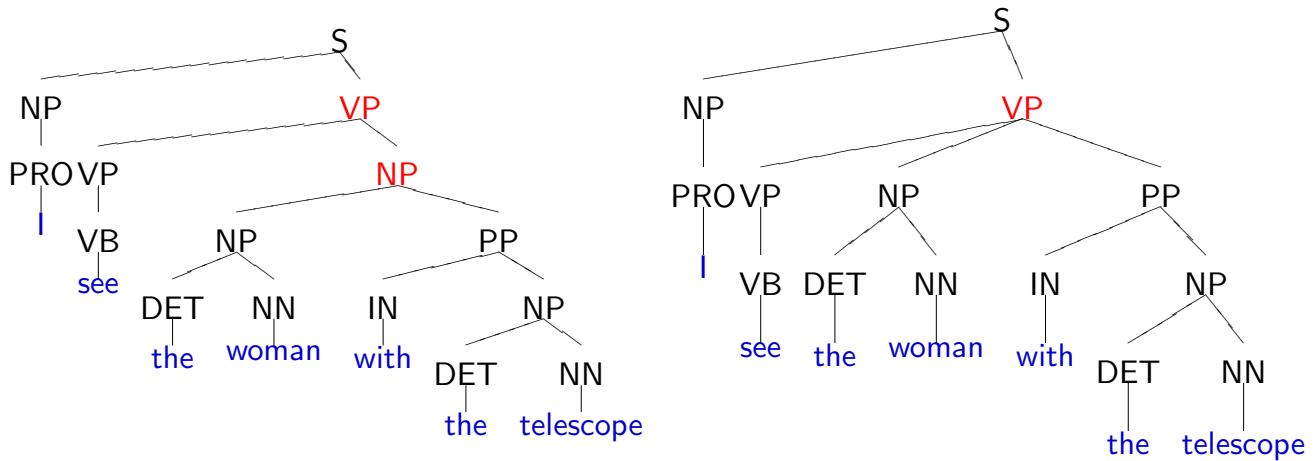 S
NP VP
PRO VP NP
I VB NP PP
see DET NN IN NP
the woman with DET NN
the telescope
S
NP VP
PRO VP NP PP
I VB DET NN IN NP
see the woman with DET NN
the telescope